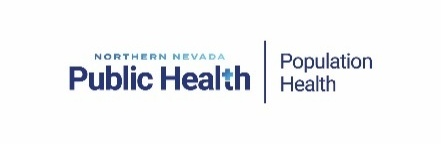 NORTHERN NEVADA
Public Health
Population
Health